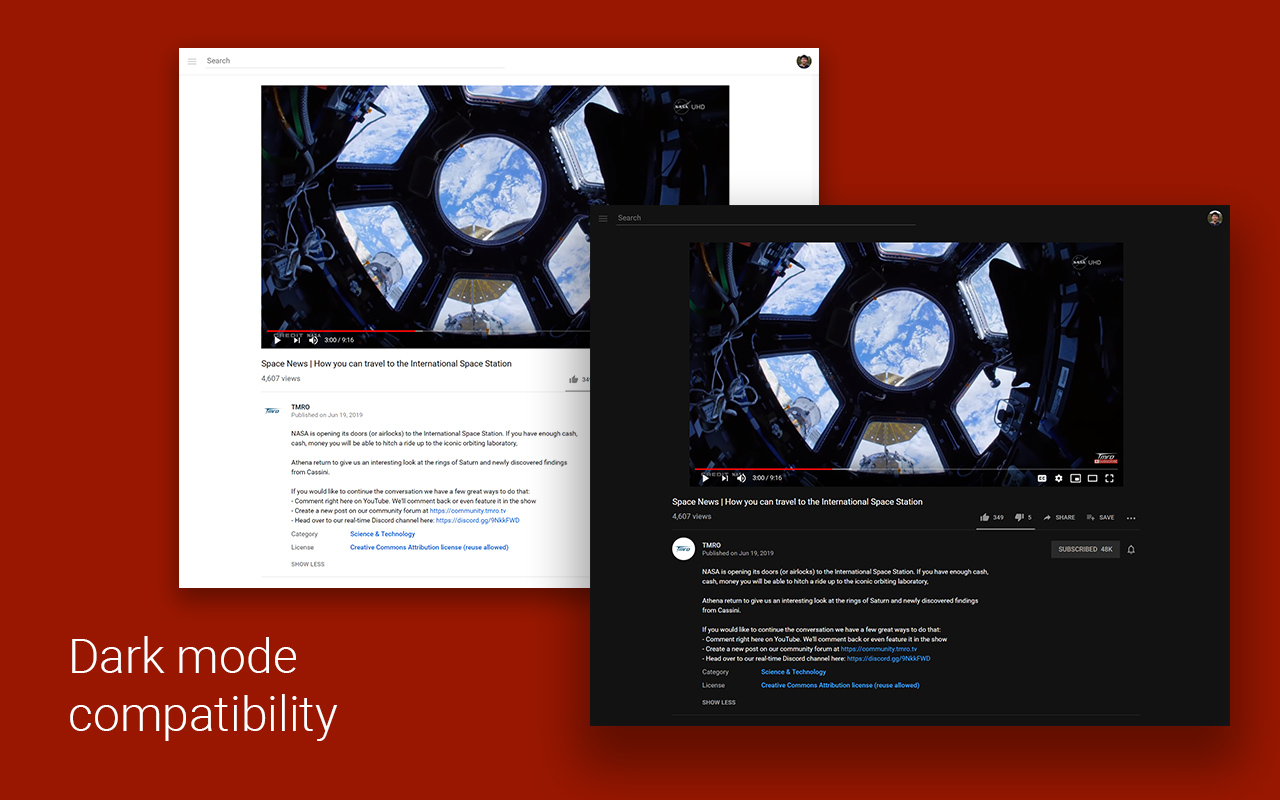 Search
NASA UHD
CREDIT NASA
3:00 / 9:16
Space News | How you can travel to the International Space Station
4,607 views
34
TMRO
TMRO
Published on Jun 19, 2019
NASA is opening its doors (or airlocks) to the International Space Station. If you have enough cash,
cash, money you will be able to hitch a ride up to the iconic orbiting laboratory,
Athena return to give us an interesting look at the rings of Saturn and newly discovered findings
from Cassini.
If you would like to continue the conversation we have a few great ways to do that:
- Comment right here on YouTube. We'll comment back or even feature it in the show
- Create a new post on our community forum at https://community.tmro.tv
- Head over to our real-time Discord channel here: https://discord.gg/9NkkFWD
Category Science & Technology
License Creative Commons Attribution license (reuse allowed)
SHOW LESS
Search
NASA UHD
TMRO
CREDIT NASA
3:00 / 9:16
CC
Space News | How you can travel to the International Space Station
4,607 views
349 5 SHARE SAVE
TMRO
TMRO
Published on Jun 19, 2019
SUBSCRIBED 48K
NASA is opening its doors (or airlocks) to the International Space Station. If you have enough cash,
cash, money you will be able to hitch a ride up to the iconic orbiting laboratory,
Athena return to give us an interesting look at the rings of Saturn and newly discovered findings
from Cassini.
If you would like to continue the conversation we have a few great ways to do that:
- Comment right here on YouTube. We'll comment back or even feature it in the show
- Create a new post on our community forum at https://community.tmro.tv
- Head over to our real-time Discord channel here: https://discord.gg/9NkkFWD
Category Science & Technology
License Creative Commons Attribution license (reuse allowed)
SHOW LESS
Dark mode
compatibility